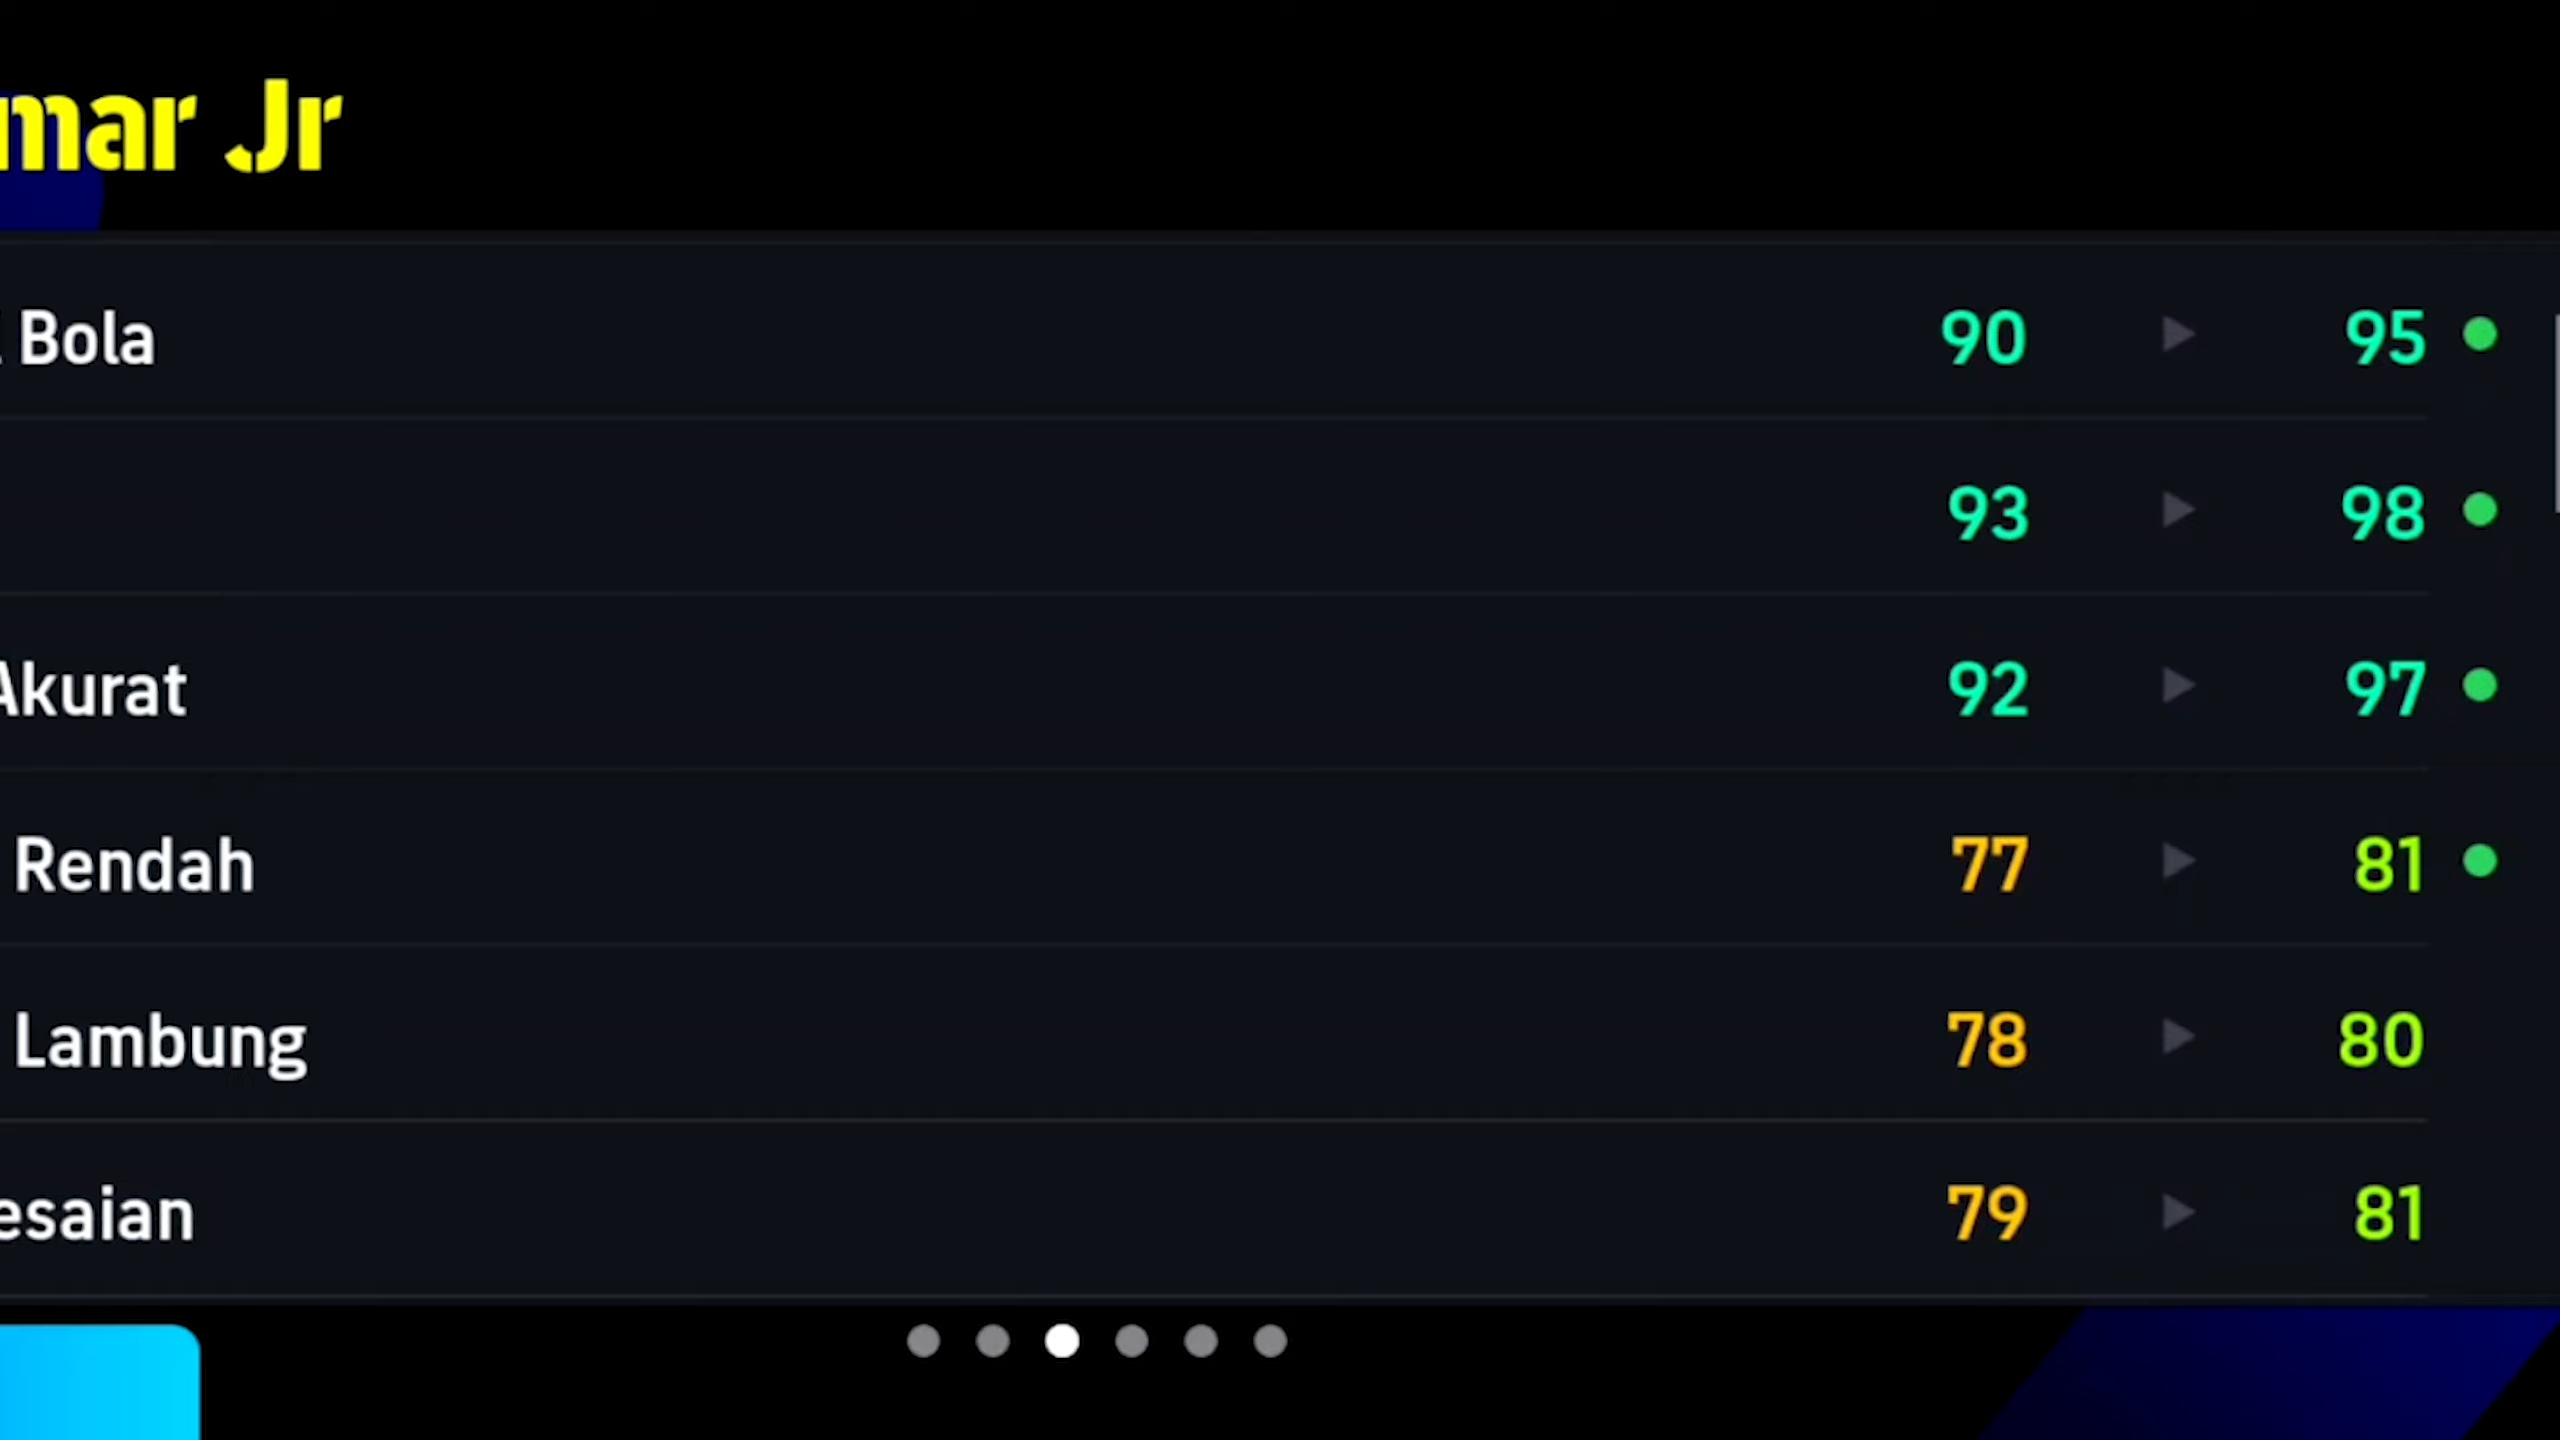 mar Jr
Bola 90 ▶ 95
93 ▶ 98
Akurat 92 ▶ 97
Rendah 77 ▶ 81
Lambung 78 ▶ 80
esaian 79 ▶ 81